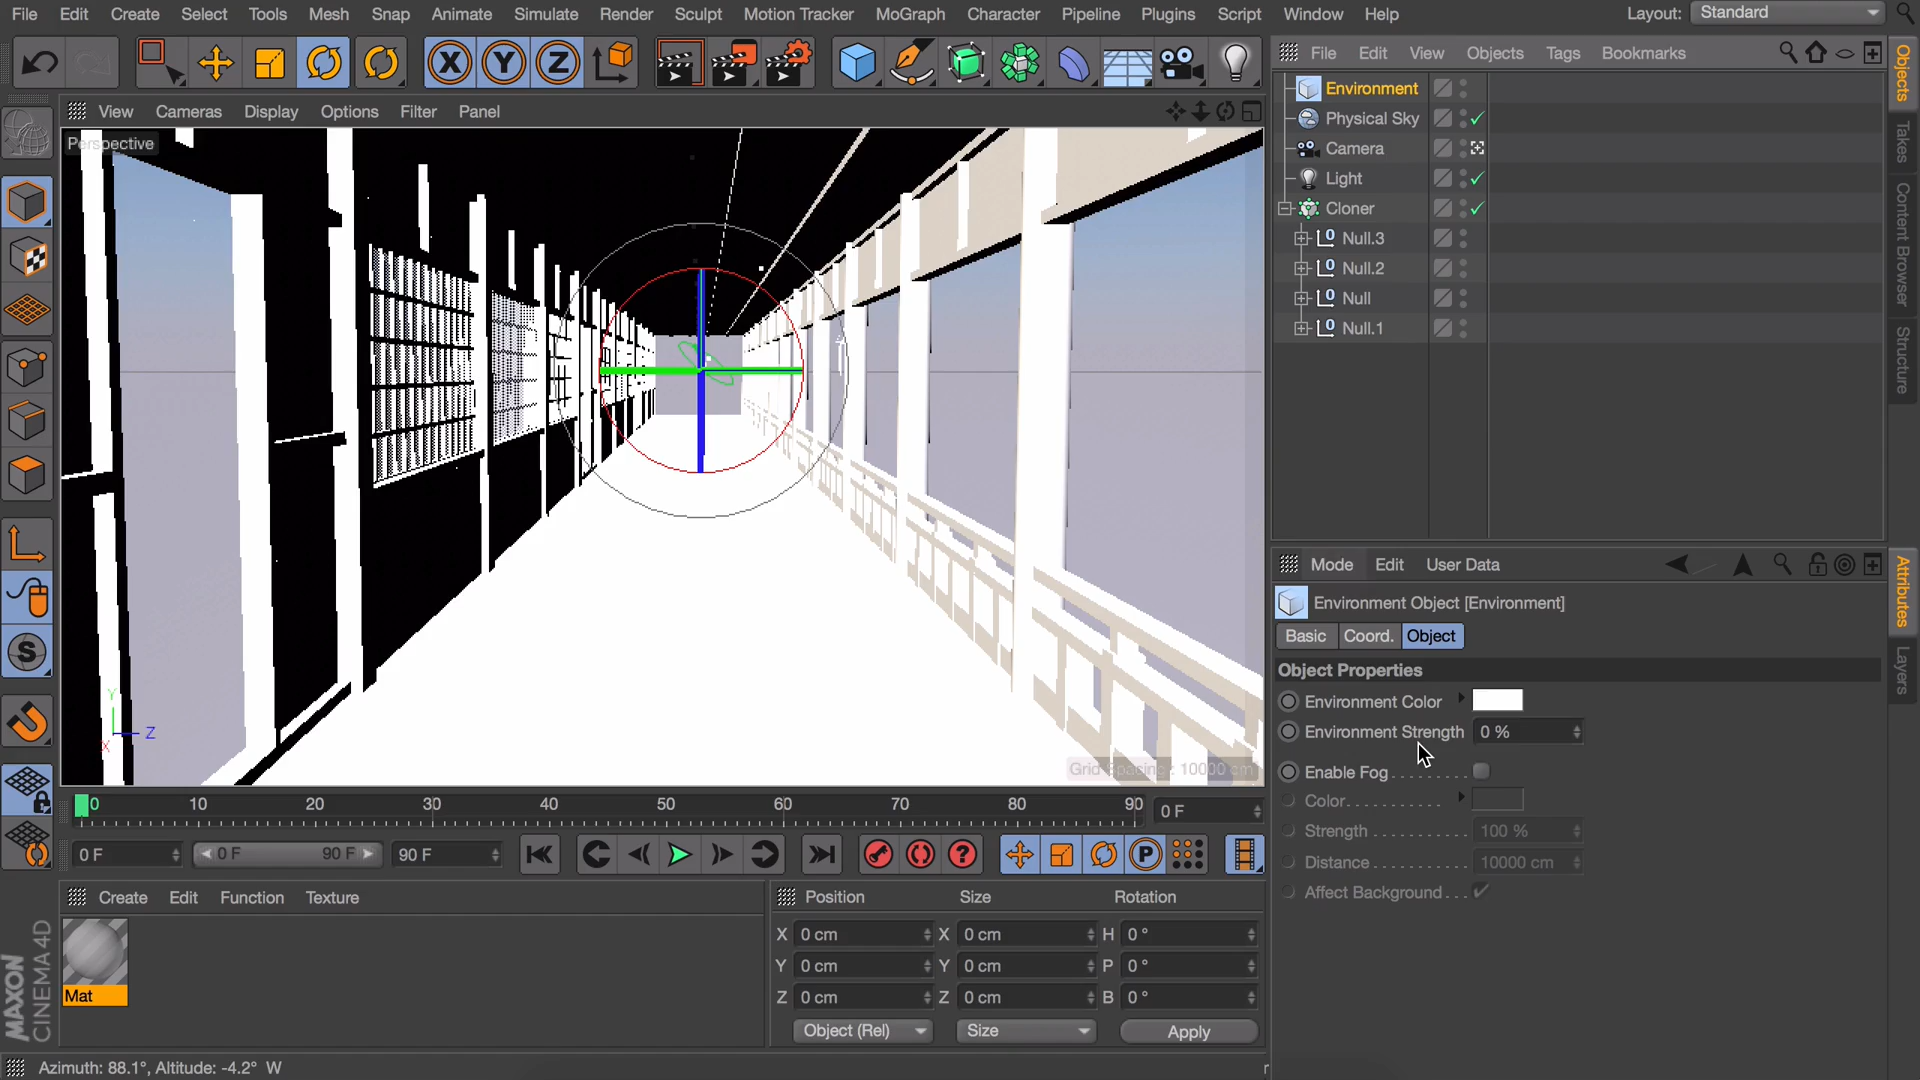 File Edit Create Select Tools Mesh Snap Animate Simulate Render Sculpt Motion Tracker MoGraph Character Pipeline Plugins Script Window Help Layout: Standard
X Y Z
File Edit View Objects Tags Bookmarks
Objects
Takes
Content Browser
Structure
View Cameras Display Options Filter Panel
Perspective
Environment
Physical Sky
Camera
Light
Cloner
Null.3
Null.2
Null
Null.1
Mode Edit User Data
Attributes
Layers
Environment Object [Environment]
Basic Coord. Object
Object Properties
Environment Color
Environment Strength 0 %
Enable Fog . . . . . . . .
Color. . . . . . . . . . . .
Strength . . . . . . . . . . 100 %
Distance . . . . . . . . . . 10000 cm
Affect Background . . .
S
Y
Z
X
Grid Spacing : 10000 cm
0 10 20 30 40 50 60 70 80 90 0 F
0 F 0 F 90 F 90 F
? P
Create Edit Function Texture
Mat
MAXON
CINEMA 4D
Position Size Rotation
X 0 cm X 0 cm H 0 °
Y 0 cm Y 0 cm P 0 °
Z 0 cm Z 0 cm B 0 °
Object (Rel) Size Apply
Azimuth: 88.1°, Altitude: -4.2° W